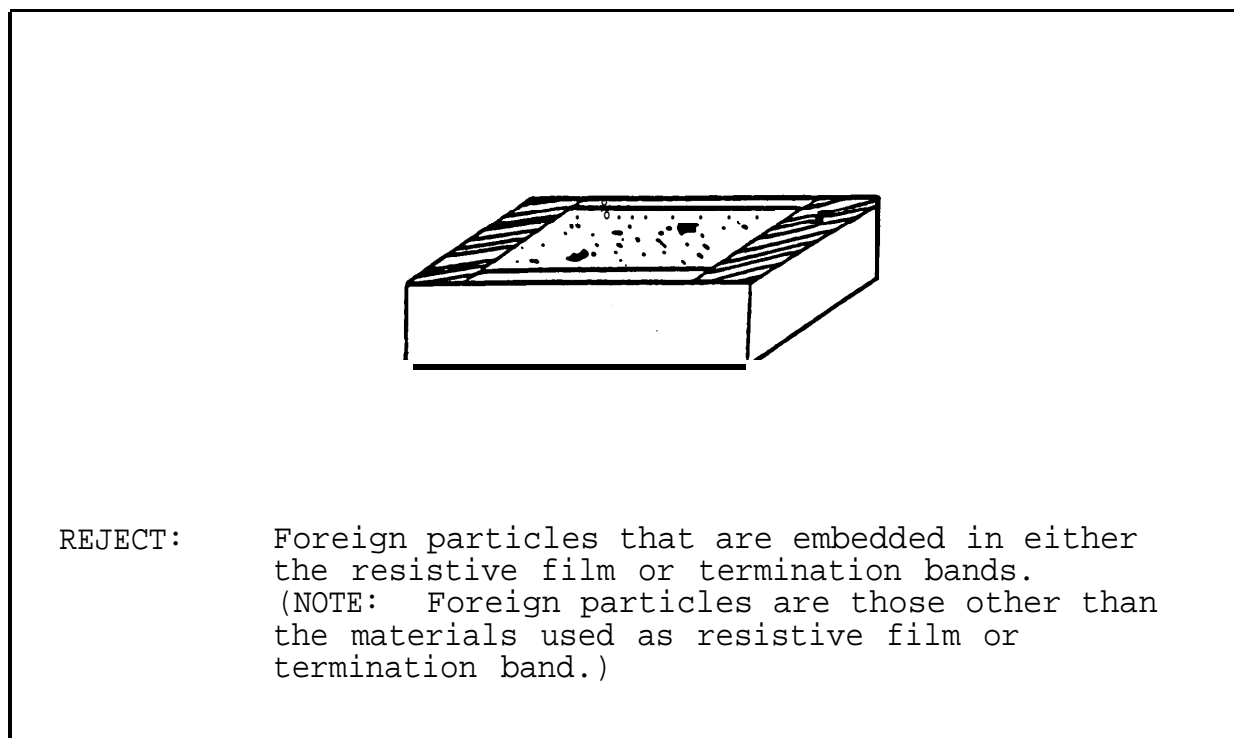 REJECT: Foreign particles that are embedded in either
the resistive film or termination bands.
(NOTE: Foreign particles are those other than
the materials used as resistive film or
termination band.)